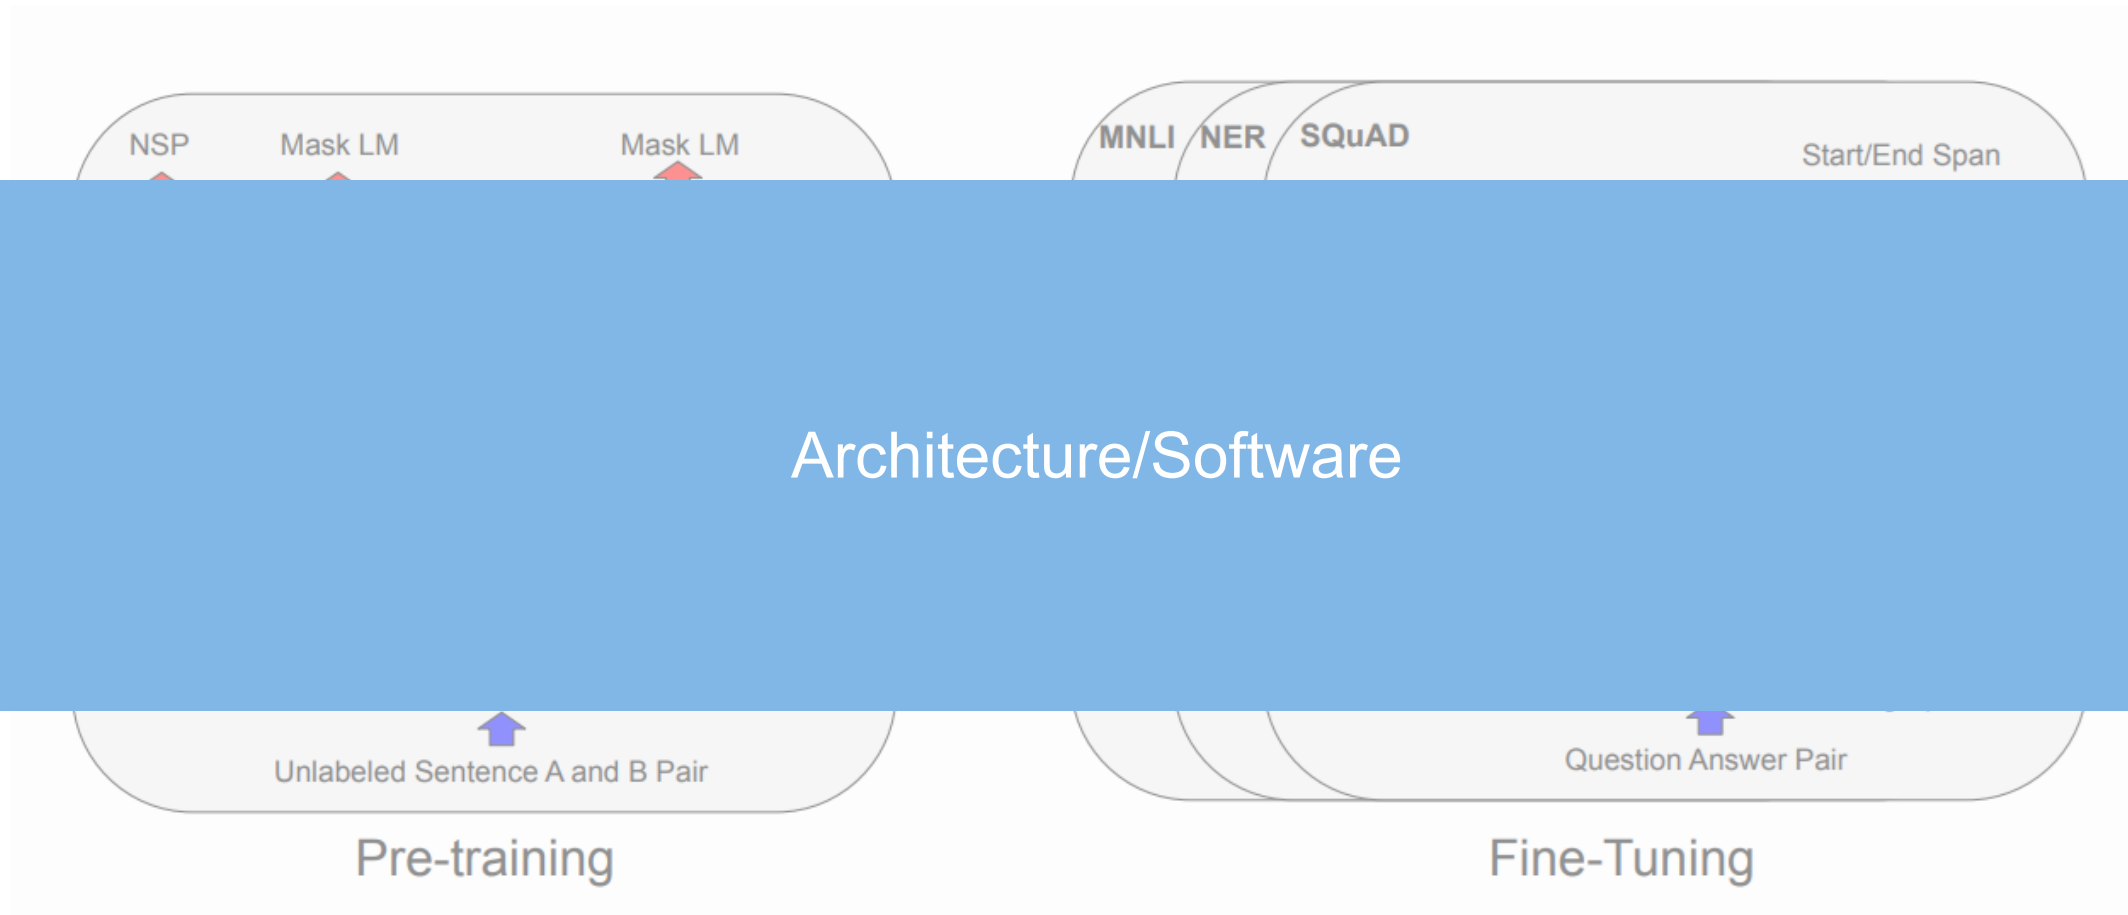 NSP
Mask LM
Mask LM
MNLI
NER
SQuAD
Start/End Span
Architecture/Software
Unlabeled Sentence A and B Pair
Question Answer Pair
Pre-training
Fine-Tuning